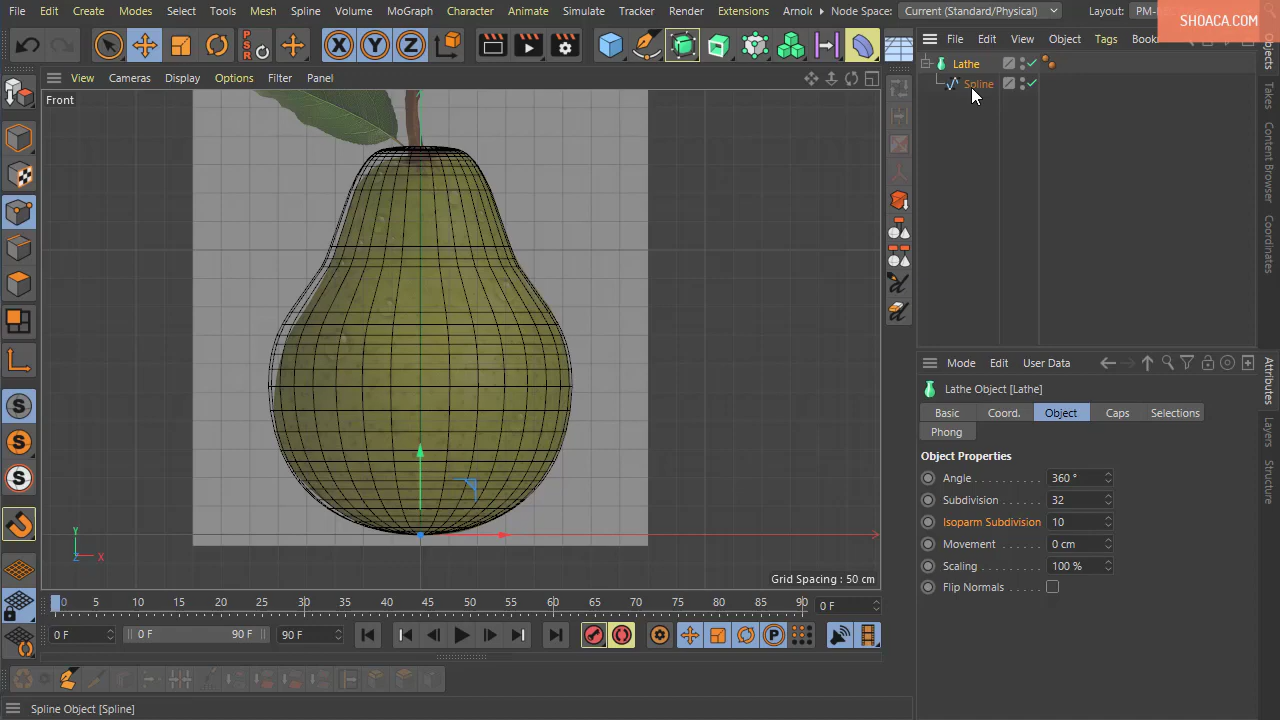 File Edit Create Modes Select Tools Mesh Spline Volume MoGraph Character Animate Simulate Tracker Render Extensions Arnol Node Space: Current (Standard/Physical) Layout:
SHOACA.COM
PSR X Y Z
File Edit View Object Tags Book
View Cameras Display Options Filter Panel
Front
Lathe
Spline
Objects
Takes
Content Browser
Coordinates
S
S
S
Y
Z X
Grid Spacing : 50 cm
0 5 10 15 20 25 30 35 40 45 50 55 60 65 70 75 80 85 90 0 F
0 F 0 F 90 F 90 F P
Spline Object [Spline]
Mode Edit User Data
Lathe Object [Lathe]
Basic Coord. Object Caps Selections
Phong
Object Properties
Angle . . . . . . . . . . 360 °
Subdivision . . . . . . 32
Isoparm Subdivision 10
Movement . . . . . . . 0 cm
Scaling . . . . . . . . . 100 %
Flip Normals . . . . . .
Attributes
Layers
Structure